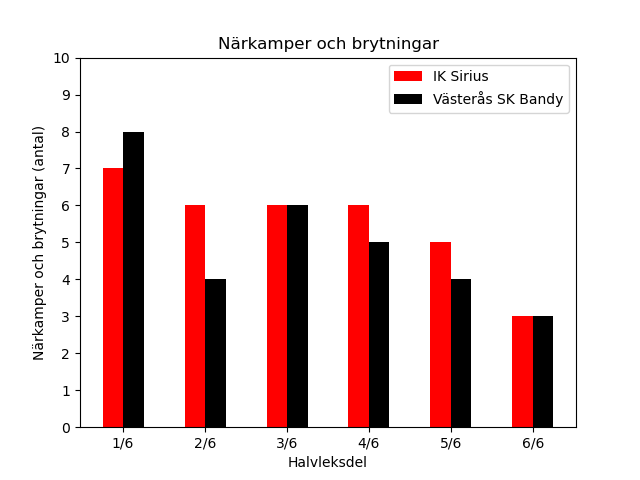 Närkamper och brytningar
IK Sirius
Västerås SK Bandy
Närkamper och brytningar (antal)
10
9
8
7
6
5
4
3
2
1
0
1/6 2/6 3/6 4/6 5/6 6/6
Halvleksdel